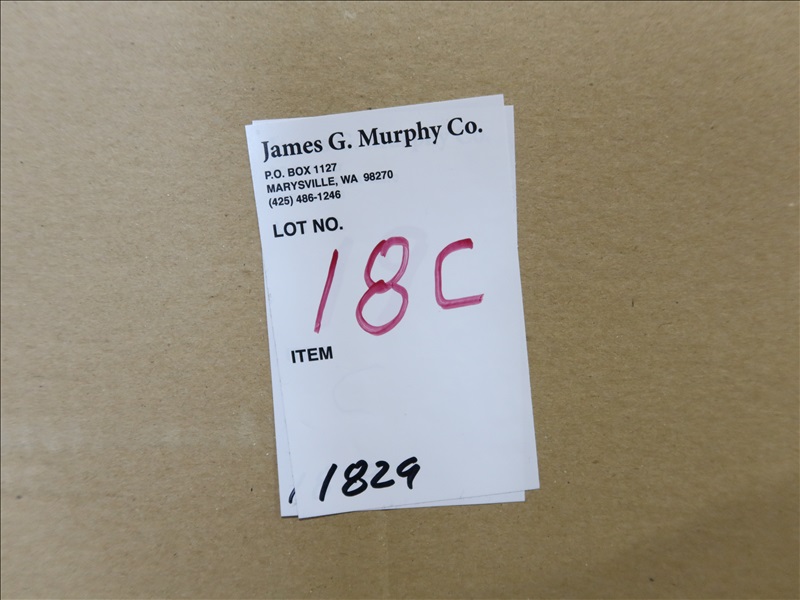 James G. Murphy Co.
P.O. BOX 1127
MARYSVILLE, WA 98270
(425) 486-1246
LOT NO.
18C
ITEM
1829